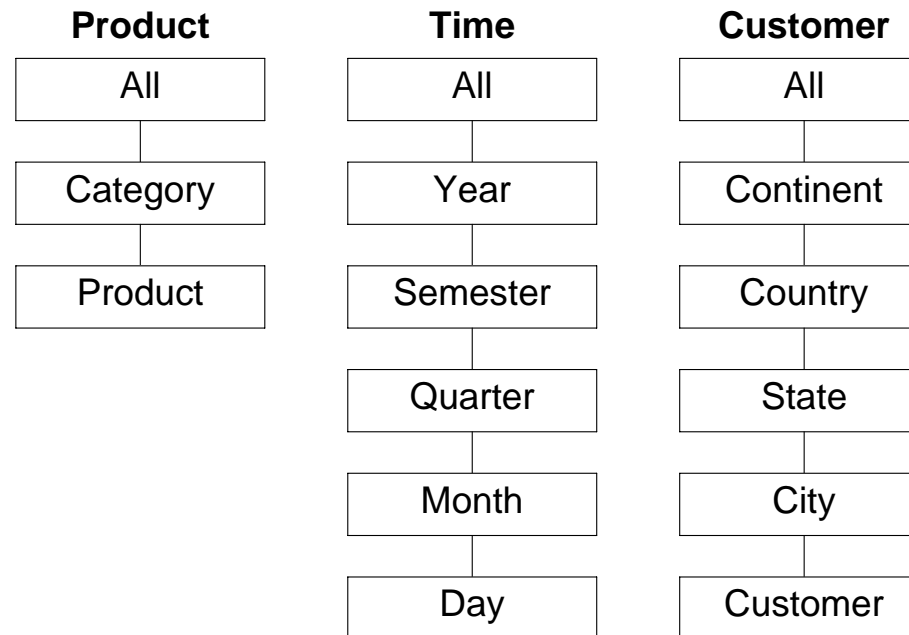 Product Time Customer
All All All
Category Year Continent
Product Semester Country
Quarter State
Month City
Day Customer